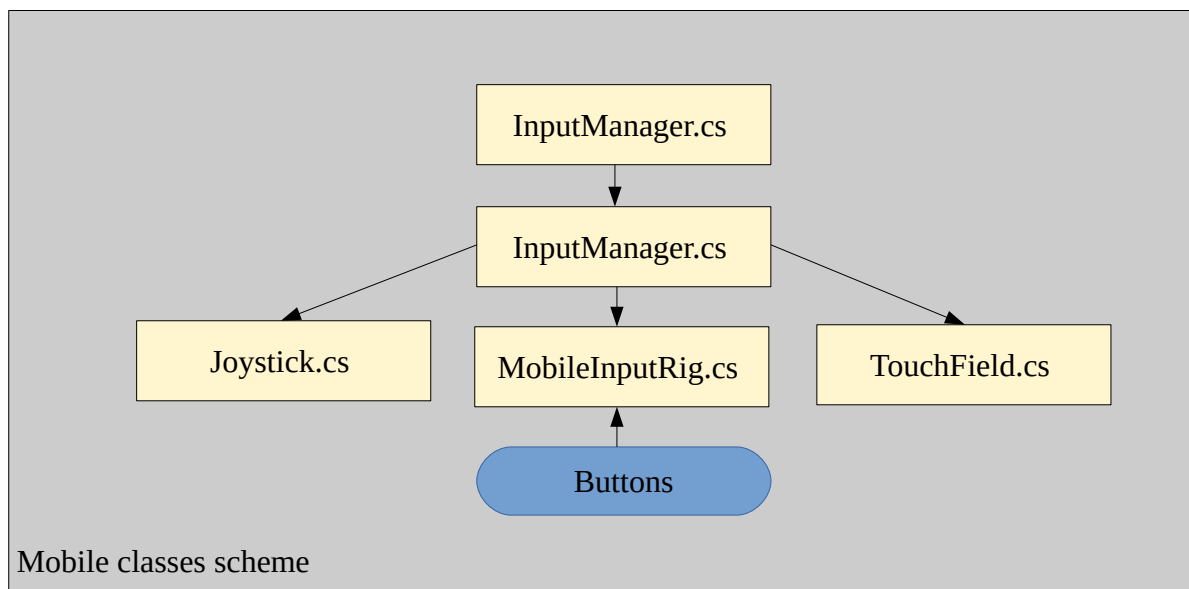 InputManager.cs
InputManager.cs
Joystick.cs
MobileInputRig.cs
TouchField.cs
Buttons
Mobile classes scheme